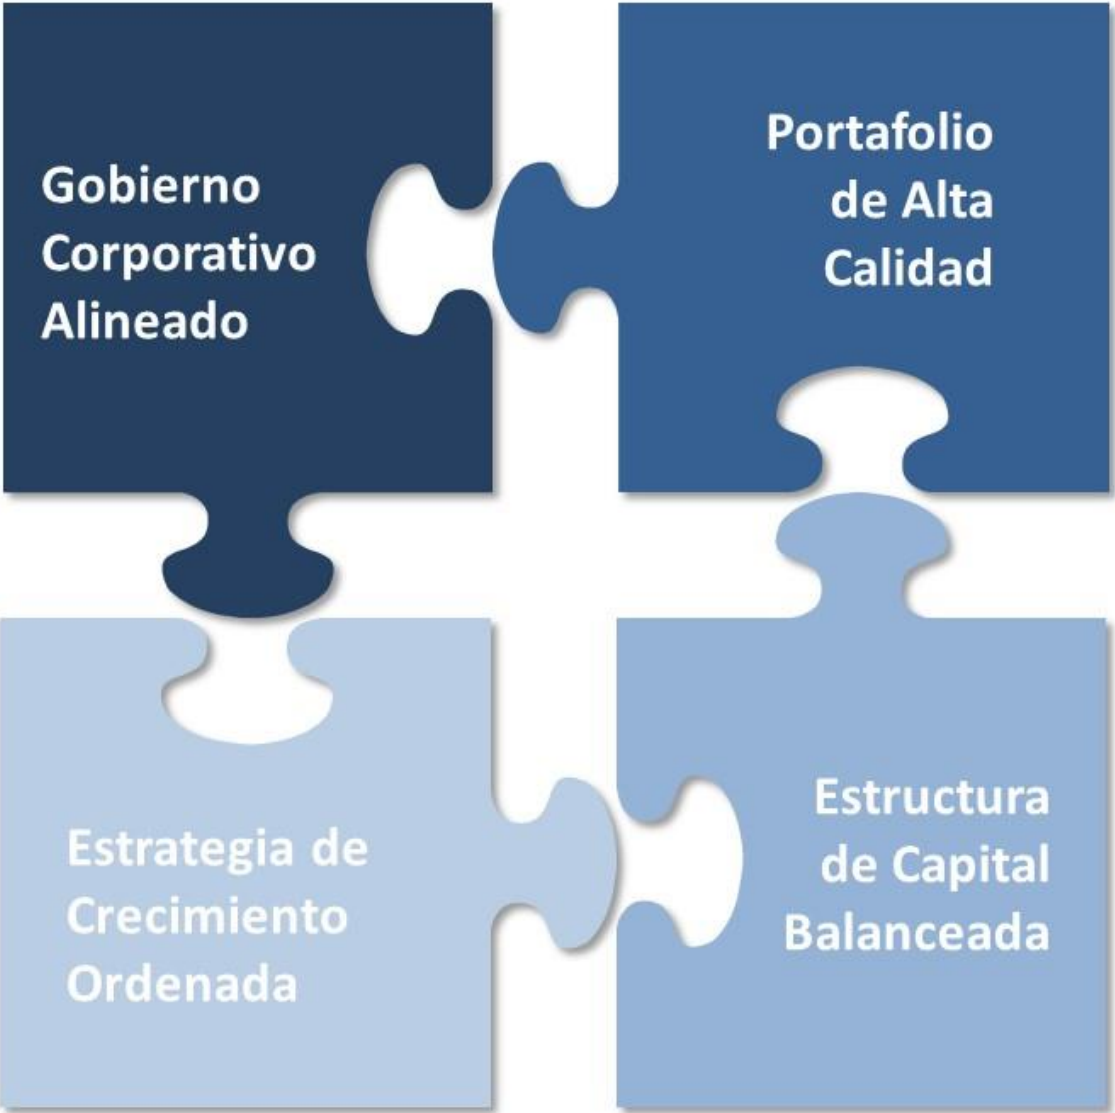 Gobierno
Corporativo
Alineado
Portafolio
de Alta
Calidad
Estrategia de
Crecimiento
Ordenada
Estructura
de Capital
Balanceada